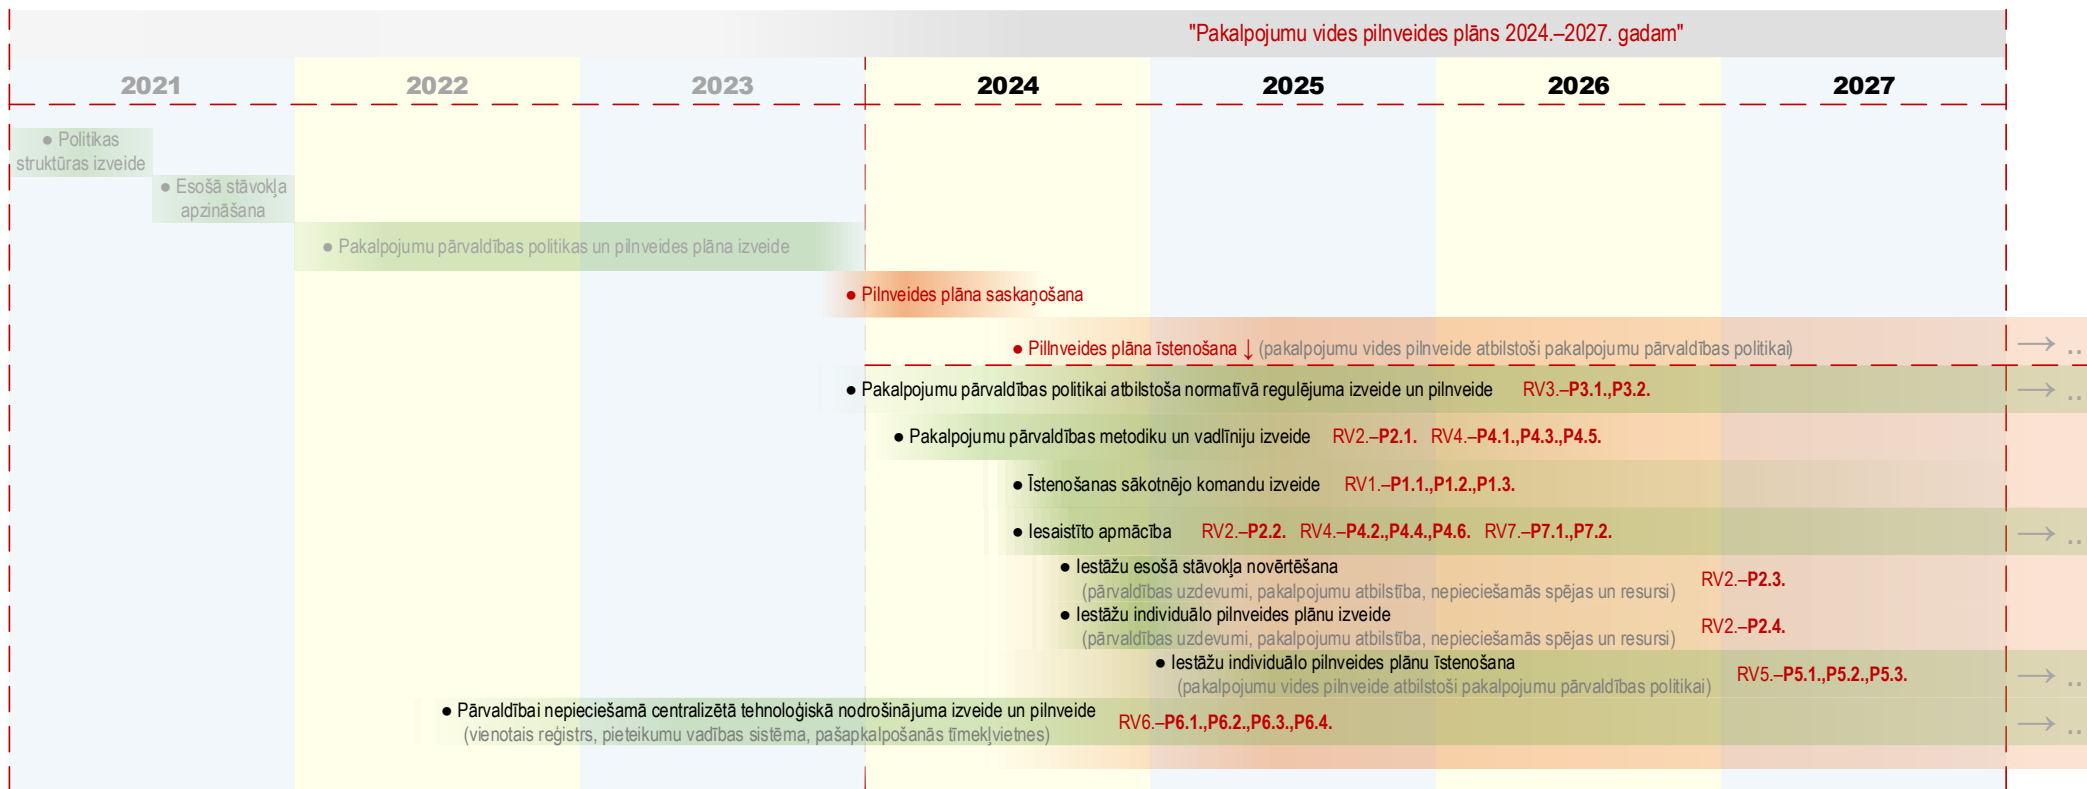 "Pakalpojumu vides pilnveides plāns 2024.–2027. gadam"
2021 2022 2023 2024 2025 2026 2027
● Politikas
struktūras izveide
● Esošā stāvokļa
apzināšana
● Pakalpojumu pārvaldības politikas un pilnveides plāna izveide
● Pilnveides plāna saskaņošana
● Pillnveides plāna īstenošana ↓ (pakalpojumu vides pilnveide atbilstoši pakalpojumu pārvaldības politikai) → ..
● Pakalpojumu pārvaldības politikai atbilstoša normatīvā regulējuma izveide un pilnveide RV3.–P3.1.,P3.2. → ..
● Pakalpojumu pārvaldības metodiku un vadlīniju izveide RV2.–P2.1. RV4.–P4.1.,P4.3.,P4.5.
● Īstenošanas sākotnējo komandu izveide RV1.–P1.1.,P1.2.,P1.3.
● Iesaistīto apmācība RV2.–P2.2. RV4.–P4.2.,P4.4.,P4.6. RV7.–P7.1.,P7.2. → ..
● Iestāžu esošā stāvokļa novērtēšana
(pārvaldības uzdevumi, pakalpojumu atbilstība, nepieciešamās spējas un resursi) RV2.–P2.3.
● Iestāžu individuālo pilnveides plānu izveide
(pārvaldības uzdevumi, pakalpojumu atbilstība, nepieciešamās spējas un resursi) RV2.–P2.4.
● Iestāžu individuālo pilnveides plānu īstenošana
(pakalpojumu vides pilnveide atbilstoši pakalpojumu pārvaldības politikai) RV5.–P5.1.,P5.2.,P5.3. → ..
● Pārvaldībai nepieciešamā centralizētā tehnoloģiskā nodrošinājuma izveide un pilnveide
(vienotais reģistrs, pieteikumu vadības sistēma, pašapkalpošanās tīmekļvietnes) RV6.–P6.1.,P6.2.,P6.3.,P6.4. → ..